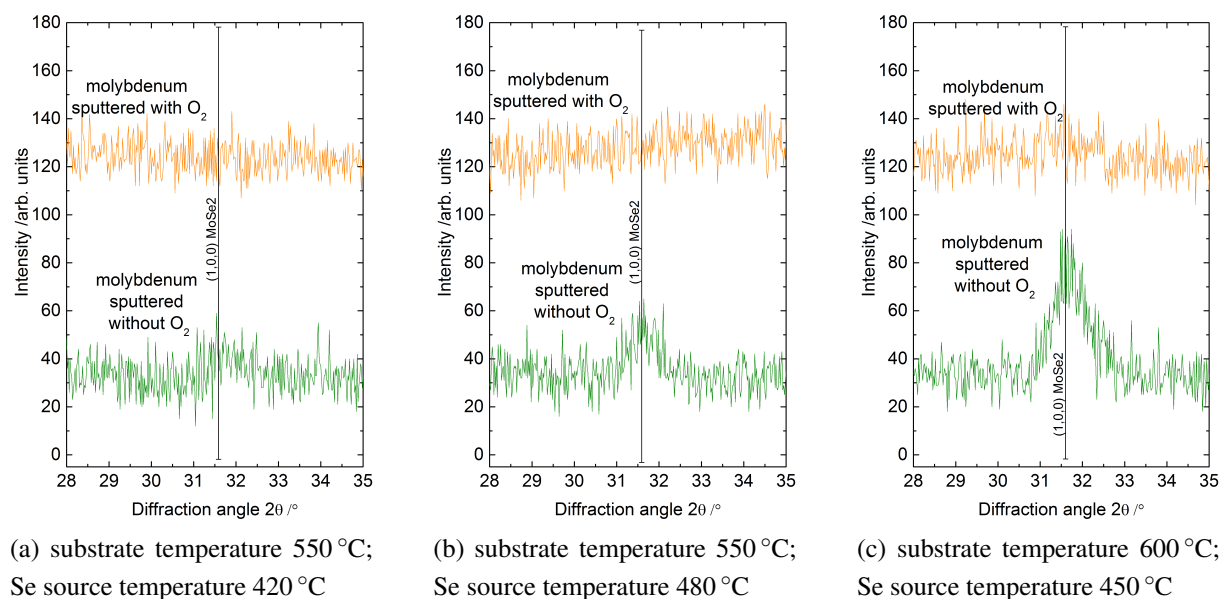 180
160
140
120
100
80
60
40
20
0
Intensity /arb. units
molybdenum
sputtered with O2
(1,0,0) MoSe2
molybdenum
sputtered
without O2
28 29 30 31 32 33 34 35
Diffraction angle 2θ /°
(a) substrate temperature 550 °C;
Se source temperature 420 °C
180
160
140
120
100
80
60
40
20
0
Intensity /arb. units
molybdenum
sputtered with O2
(1,0,0) MoSe2
molybdenum
sputtered
without O2
28 29 30 31 32 33 34 35
Diffraction angle 2θ /°
(b) substrate temperature 550 °C;
Se source temperature 480 °C
180
160
140
120
100
80
60
40
20
0
Intensity /arb. units
molybdenum
sputtered with O2
molybdenum
sputtered
without O2
(1,0,0) MoSe2
28 29 30 31 32 33 34 35
Diffraction angle 2θ /°
(c) substrate temperature 600 °C;
Se source temperature 450 °C